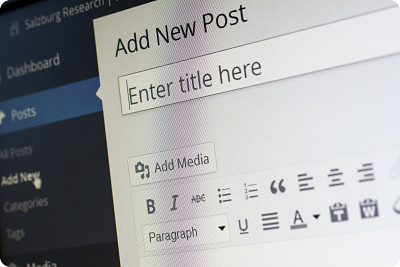 Salzburg Research |
Dashboard
Posts
All Posts
Add New
Categories
Tags
Media
Add New Post
Enter title here
Add Media
B I ABC
Paragraph U A T W